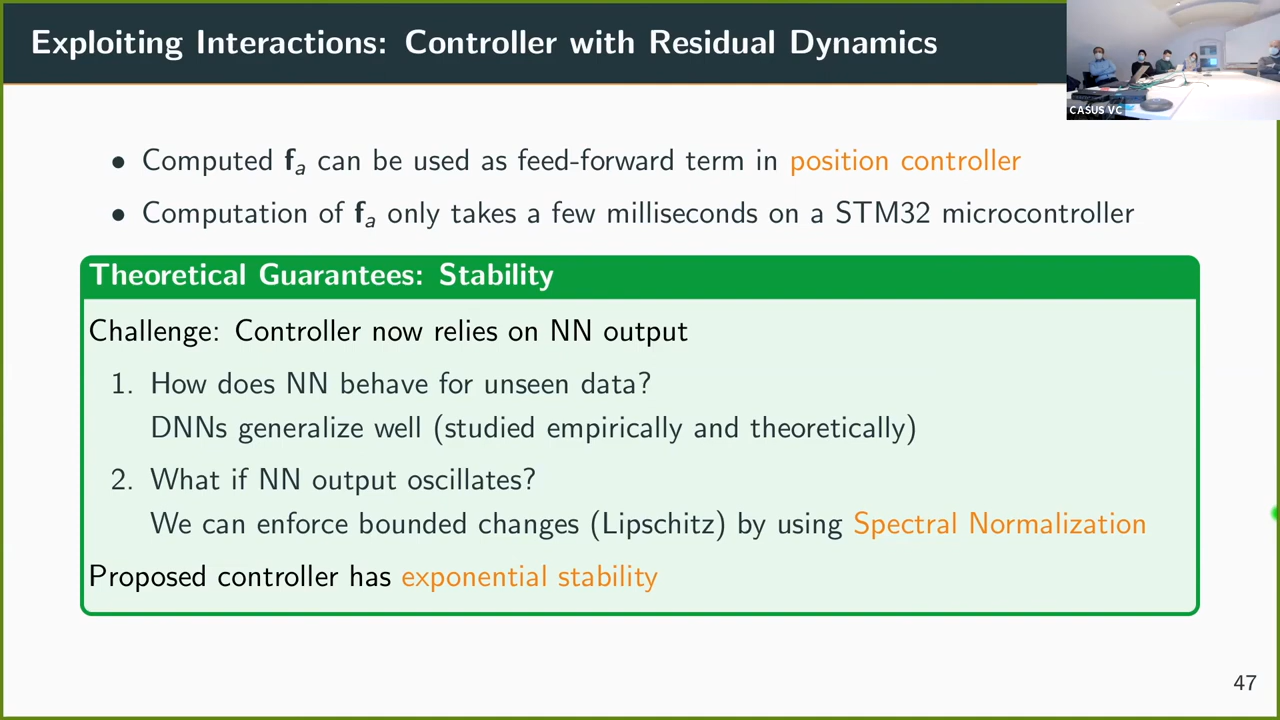 Exploiting Interactions: Controller with Residual Dynamics
CASUS VC
• Computed fₐ can be used as feed-forward term in position controller
• Computation of fₐ only takes a few milliseconds on a STM32 microcontroller
Theoretical Guarantees: Stability
Challenge: Controller now relies on NN output
1. How does NN behave for unseen data?
DNNs generalize well (studied empirically and theoretically)
2. What if NN output oscillates?
We can enforce bounded changes (Lipschitz) by using Spectral Normalization
Proposed controller has exponential stability
47